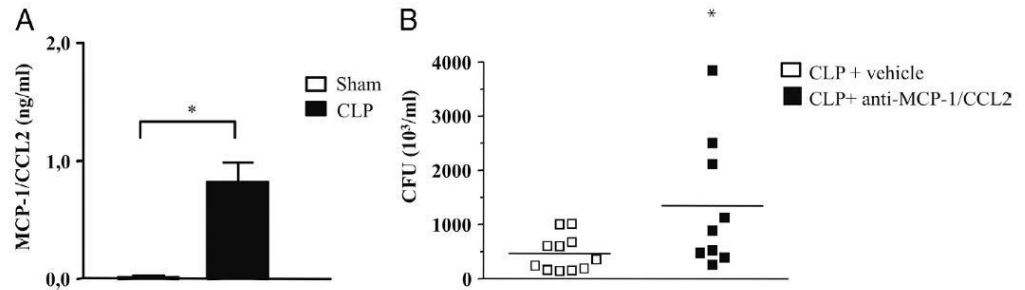 A
2,0
1,0
0,0
MCP-1/CCL2 (ng/ml)
*
Sham
CLP
B
*
4000
3000
2000
1000
0
CFU (10³/ml)
CLP + vehicle
CLP+ anti-MCP-1/CCL2